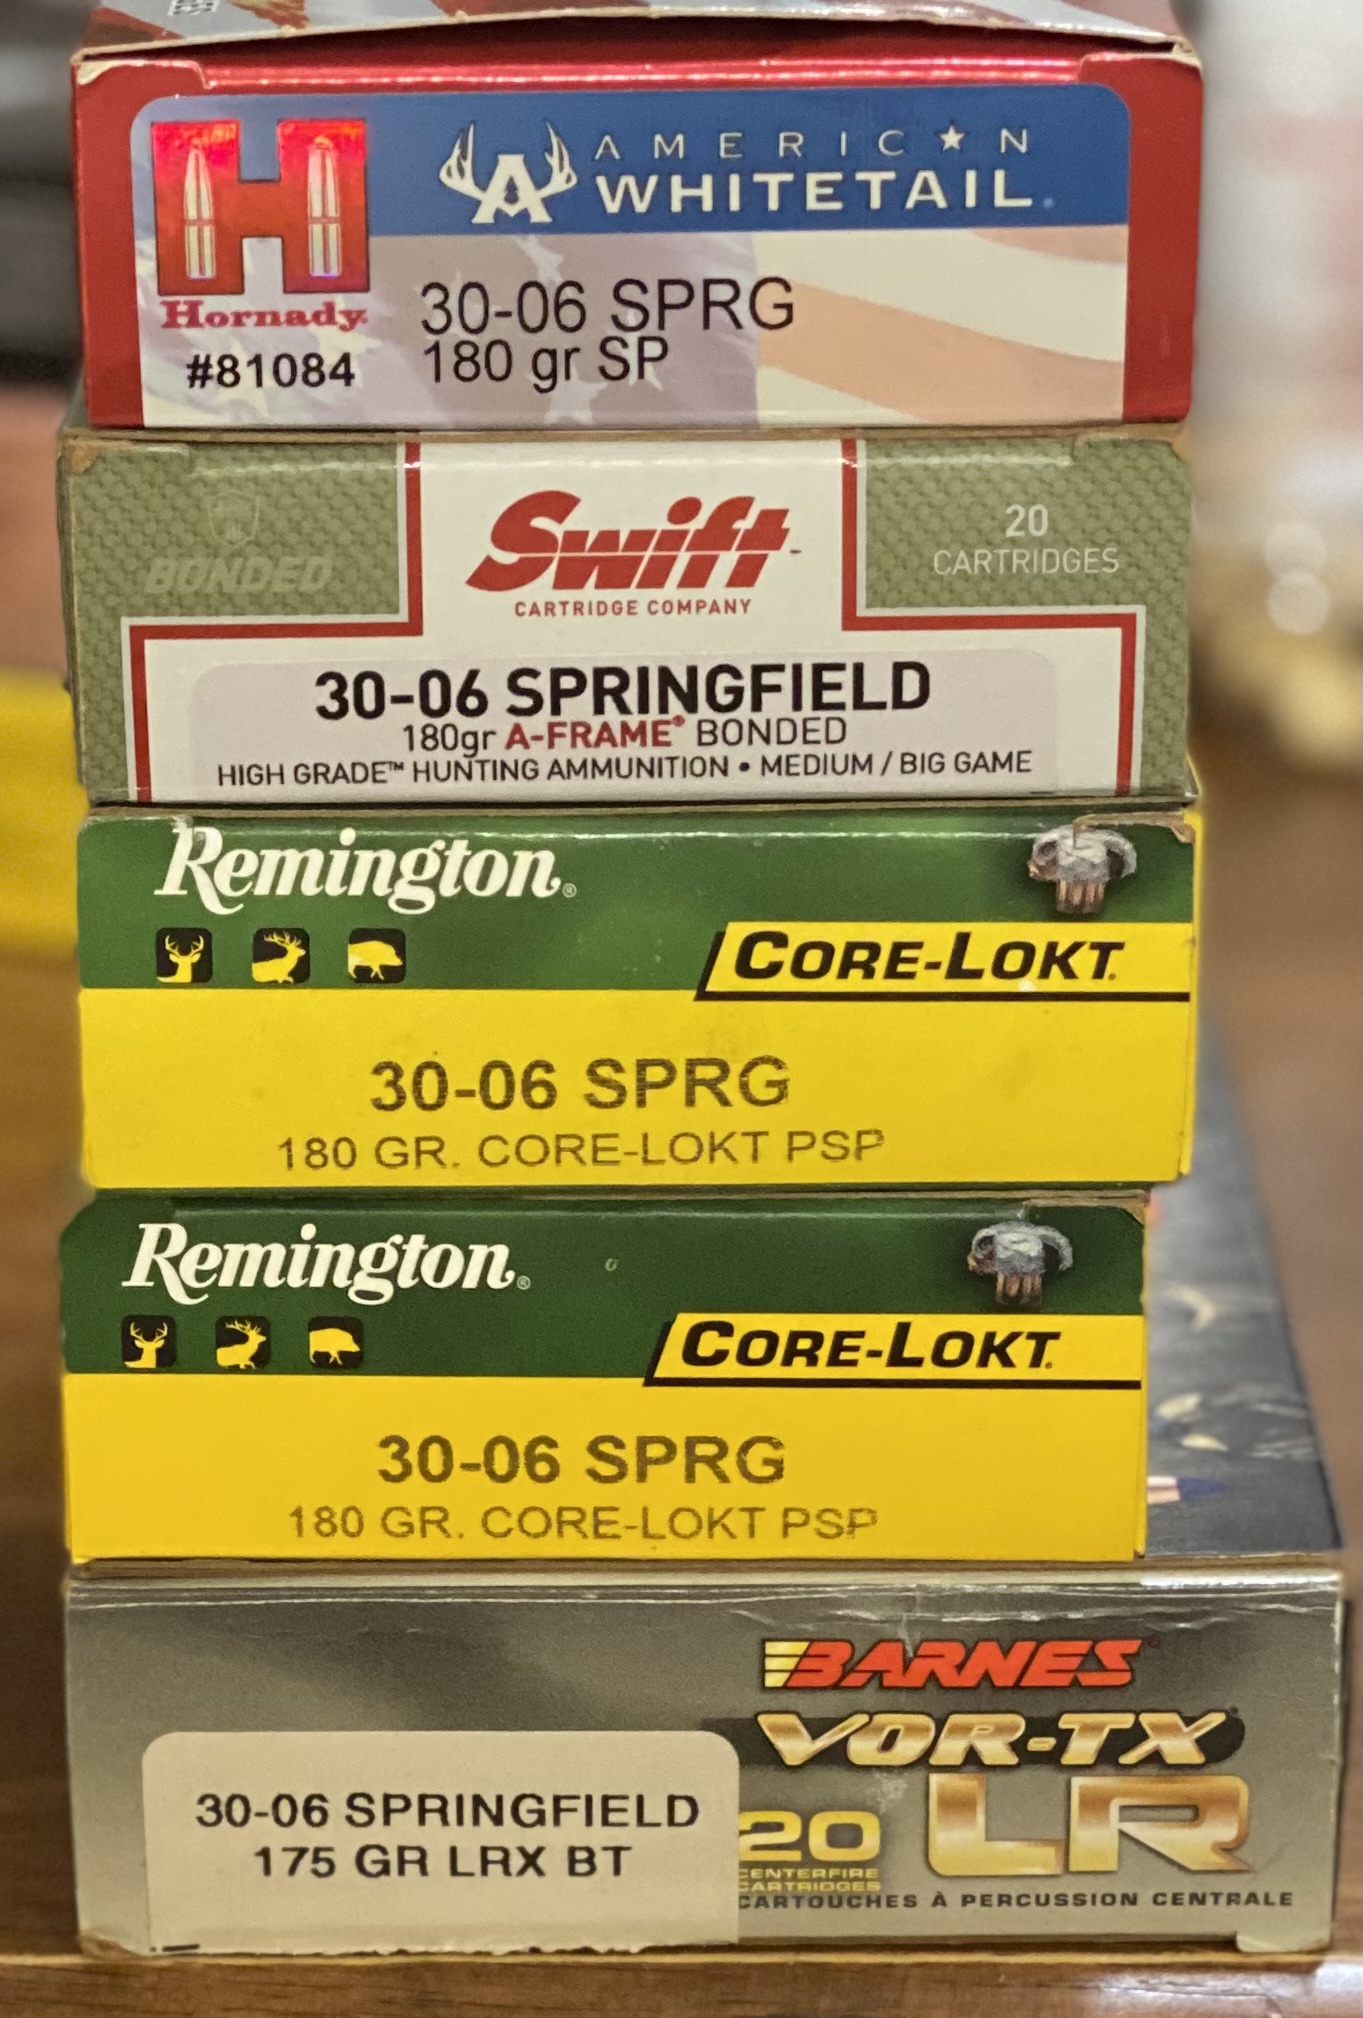 AMERIC★N
WHITETAIL.
Hornady.
#81084
30-06 SPRG
180 gr SP
BONDED
Swift
CARTRIDGE COMPANY
20
CARTRIDGES
30-06 SPRINGFIELD
180gr A-FRAME® BONDED
HIGH GRADE™ HUNTING AMMUNITION • MEDIUM / BIG GAME
Remington®
CORE-LOKT.
30-06 SPRG
180 GR. CORE-LOKT PSP
Remington®
CORE-LOKT.
30-06 SPRG
180 GR. CORE-LOKT PSP
BARNES
VOR-TX
LR
30-06 SPRINGFIELD
175 GR LRX BT
20
CENTERFIRE
CARTRIDGES
CARTOUCHES À PERCUSSION CENTRALE